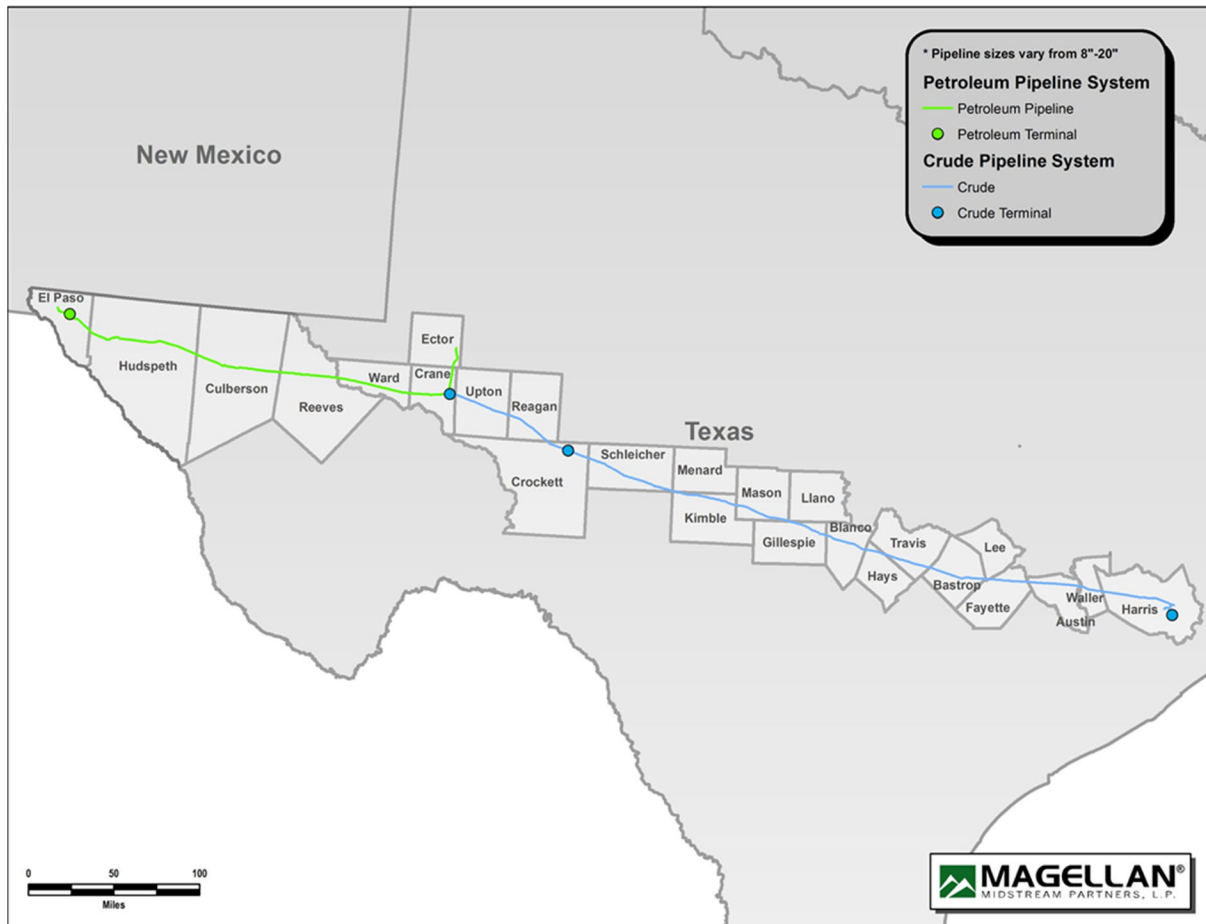 * Pipeline sizes vary from 8"-20"
Petroleum Pipeline System
Petroleum Pipeline
Petroleum Terminal
Crude Pipeline System
Crude
Crude Terminal
New Mexico
Texas
El Paso
Hudspeth
Culberson
Reeves
Ward
Ector
Crane
Upton
Reagan
Crockett
Schleicher
Menard
Kimble
Mason
Llano
Gillespie
Blanco
Hays
Travis
Bastrop
Lee
Fayette
Austin
Waller
Harris
0 50 100
Miles
MAGELLAN®
MIDSTREAM PARTNERS, L.P.